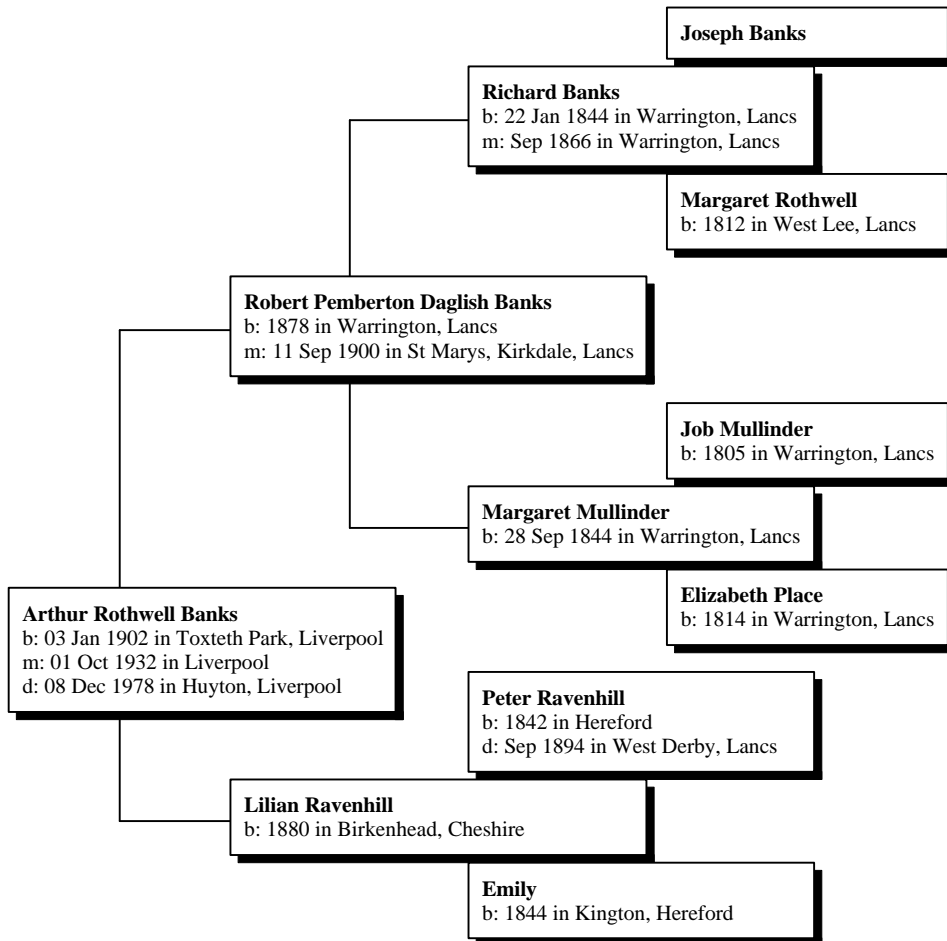 Joseph Banks
Richard Banks
b: 22 Jan 1844 in Warrington, Lancs
m: Sep 1866 in Warrington, Lancs
Margaret Rothwell
b: 1812 in West Lee, Lancs
Robert Pemberton Daglish Banks
b: 1878 in Warrington, Lancs
m: 11 Sep 1900 in St Marys, Kirkdale, Lancs
Job Mullinder
b: 1805 in Warrington, Lancs
Margaret Mullinder
b: 28 Sep 1844 in Warrington, Lancs
Elizabeth Place
b: 1814 in Warrington, Lancs
Arthur Rothwell Banks
b: 03 Jan 1902 in Toxteth Park, Liverpool
m: 01 Oct 1932 in Liverpool
d: 08 Dec 1978 in Huyton, Liverpool
Peter Ravenhill
b: 1842 in Hereford
d: Sep 1894 in West Derby, Lancs
Lilian Ravenhill
b: 1880 in Birkenhead, Cheshire
Emily
b: 1844 in Kington, Hereford